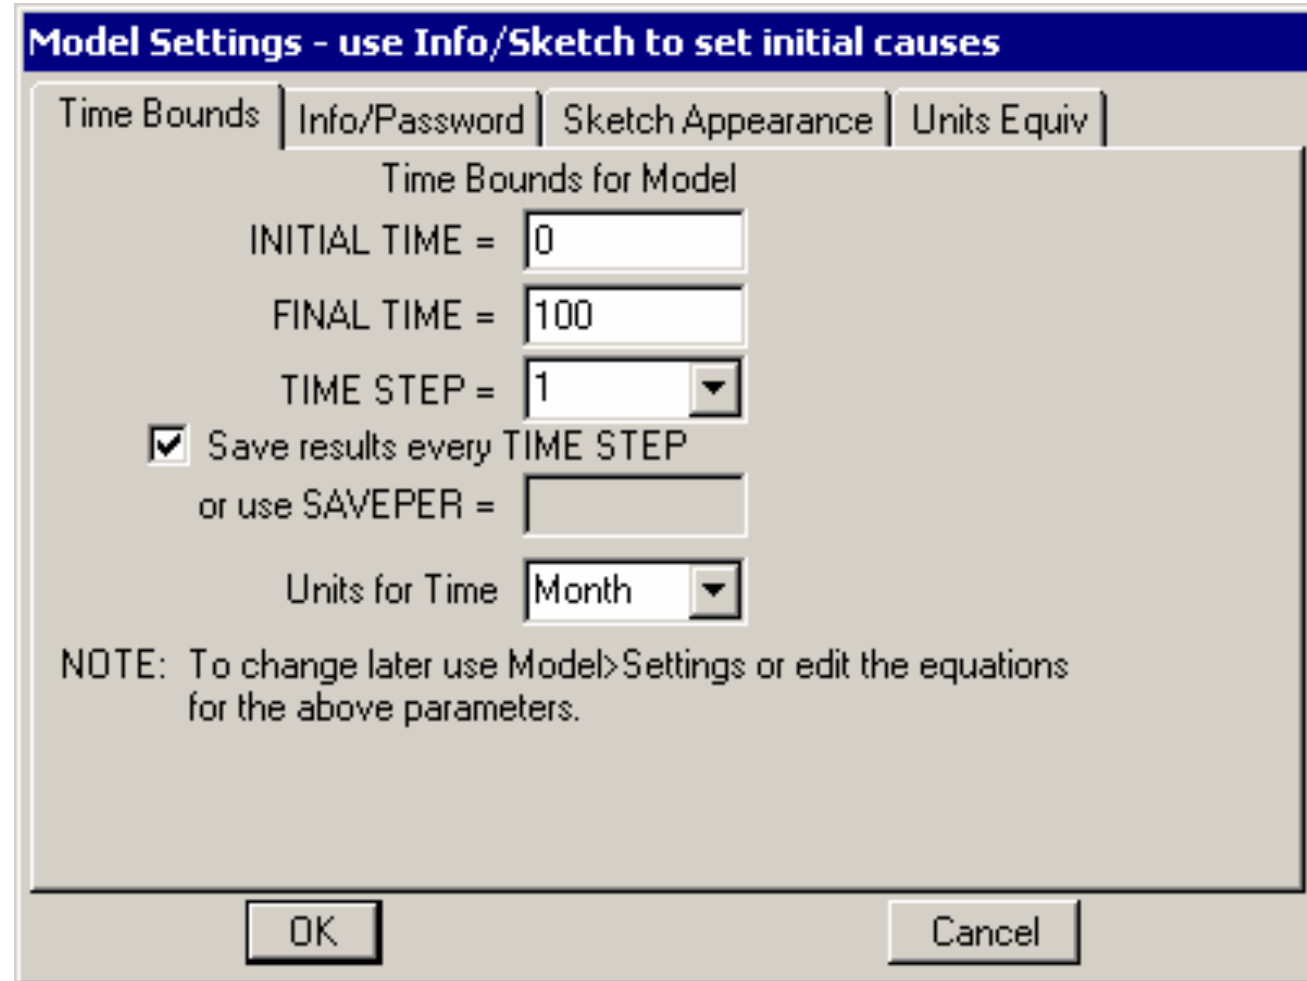 Model Settings - use Info/Sketch to set initial causes
Time Bounds Info/Password Sketch Appearance Units Equiv
Time Bounds for Model
INITIAL TIME = 0
FINAL TIME = 100
TIME STEP = 1
Save results every TIME STEP
or use SAVEPER =
Units for Time Month
NOTE: To change later use Model>Settings or edit the equations
for the above parameters.
OK Cancel